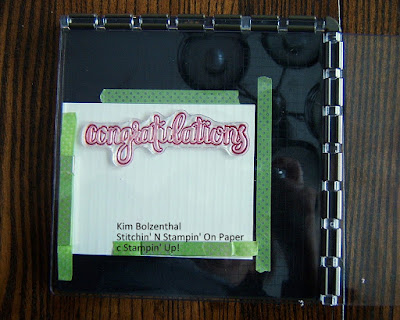 congratulations
Kim Bolzenthal
Stitchin' N Stampin' On Paper
c Stampin' Up!